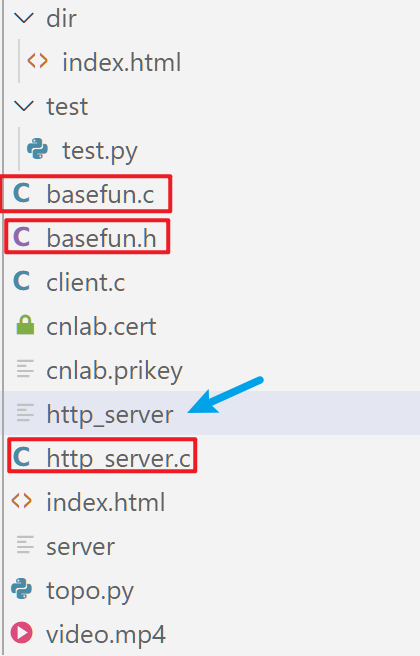 dir
index.html
test
test.py
C basefun.c
C basefun.h
C client.c
cnlab.cert
cnlab.prikey
http_server
C http_server.c
index.html
server
topo.py
video.mp4